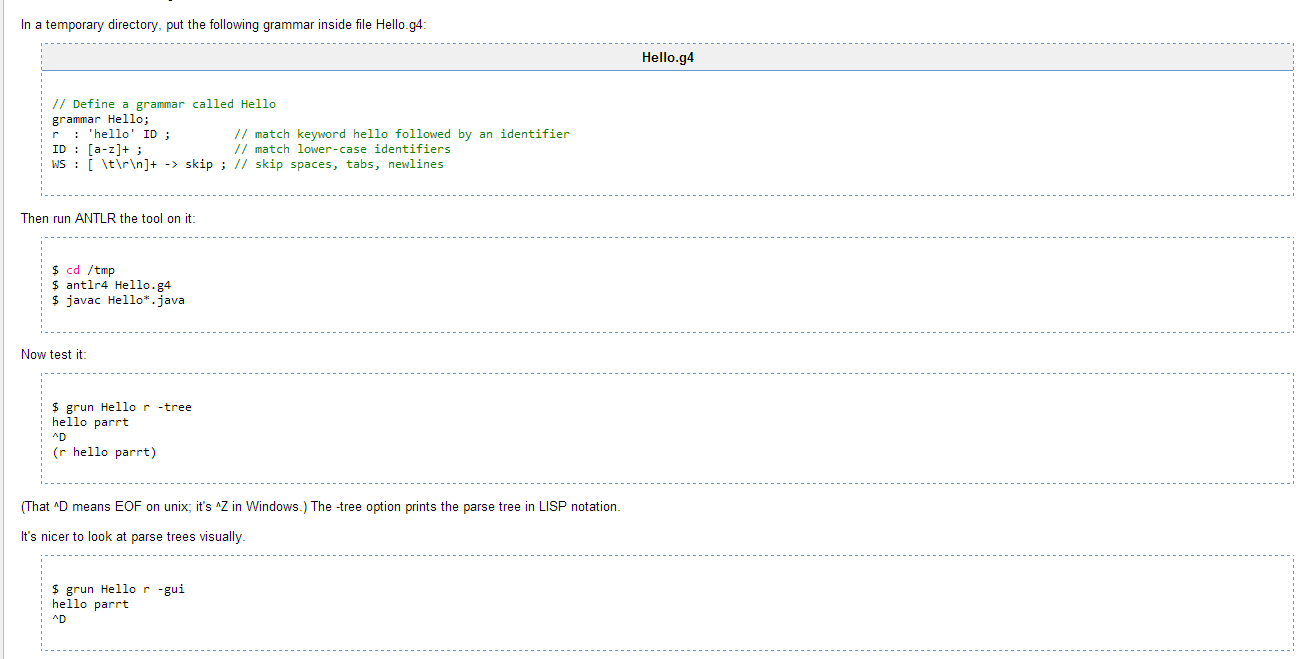 In a temporary directory, put the following grammar inside file Hello.g4:
Hello.g4
// Define a grammar called Hello
grammar Hello;
r  : 'hello' ID ;         // match keyword hello followed by an identifier
ID : [a-z]+ ;             // match lower-case identifiers
WS : [ \t\r\n]+ -> skip ; // skip spaces, tabs, newlines
Then run ANTLR the tool on it:
$ cd /tmp
$ antlr4 Hello.g4
$ javac Hello*.java
Now test it:
$ grun Hello r -tree
hello parrt
^D
(r hello parrt)
(That ^D means EOF on unix; it's ^Z in Windows.) The -tree option prints the parse tree in LISP notation.
It's nicer to look at parse trees visually.
$ grun Hello r -gui
hello parrt
^D